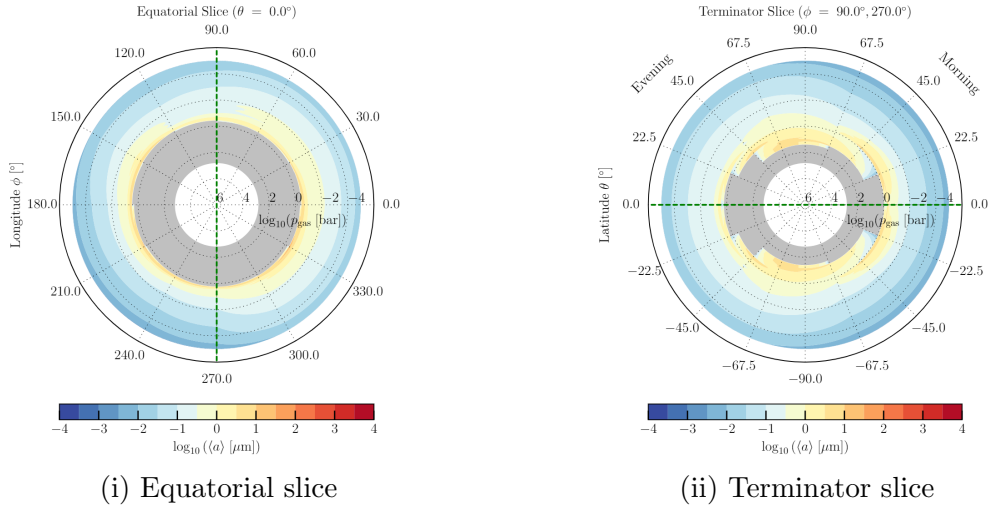 Equatorial Slice (θ = 0.0°)
90.0
120.0
60.0
150.0
30.0
Longitude ϕ [°]
180.0
6 4 2 0 −2 −4
0.0
log₁₀(p_gas [bar])
210.0
330.0
240.0
300.0
270.0
−4 −3 −2 −1 0 1 2 3 4
log₁₀(⟨a⟩ [µm])
(i) Equatorial slice
Terminator Slice (ϕ = 90.0°, 270.0°)
90.0
67.5
67.5
Evening
Morning
45.0
45.0
22.5
22.5
Latitude θ [°]
0.0
6 4 2 0 −2 −4
0.0
log₁₀(p_gas [bar])
−22.5
−22.5
−45.0
−45.0
−67.5
−67.5
−90.0
−4 −3 −2 −1 0 1 2 3 4
log₁₀(⟨a⟩ [µm])
(ii) Terminator slice